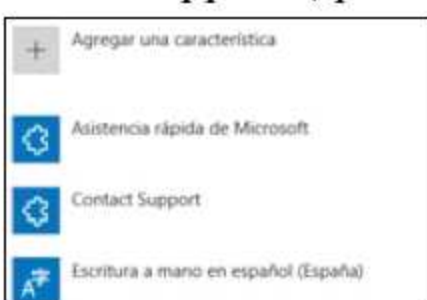 Agregar una característica
Asistencia rápida de Microsoft
Contact Support
Escritura a mano en español (España)